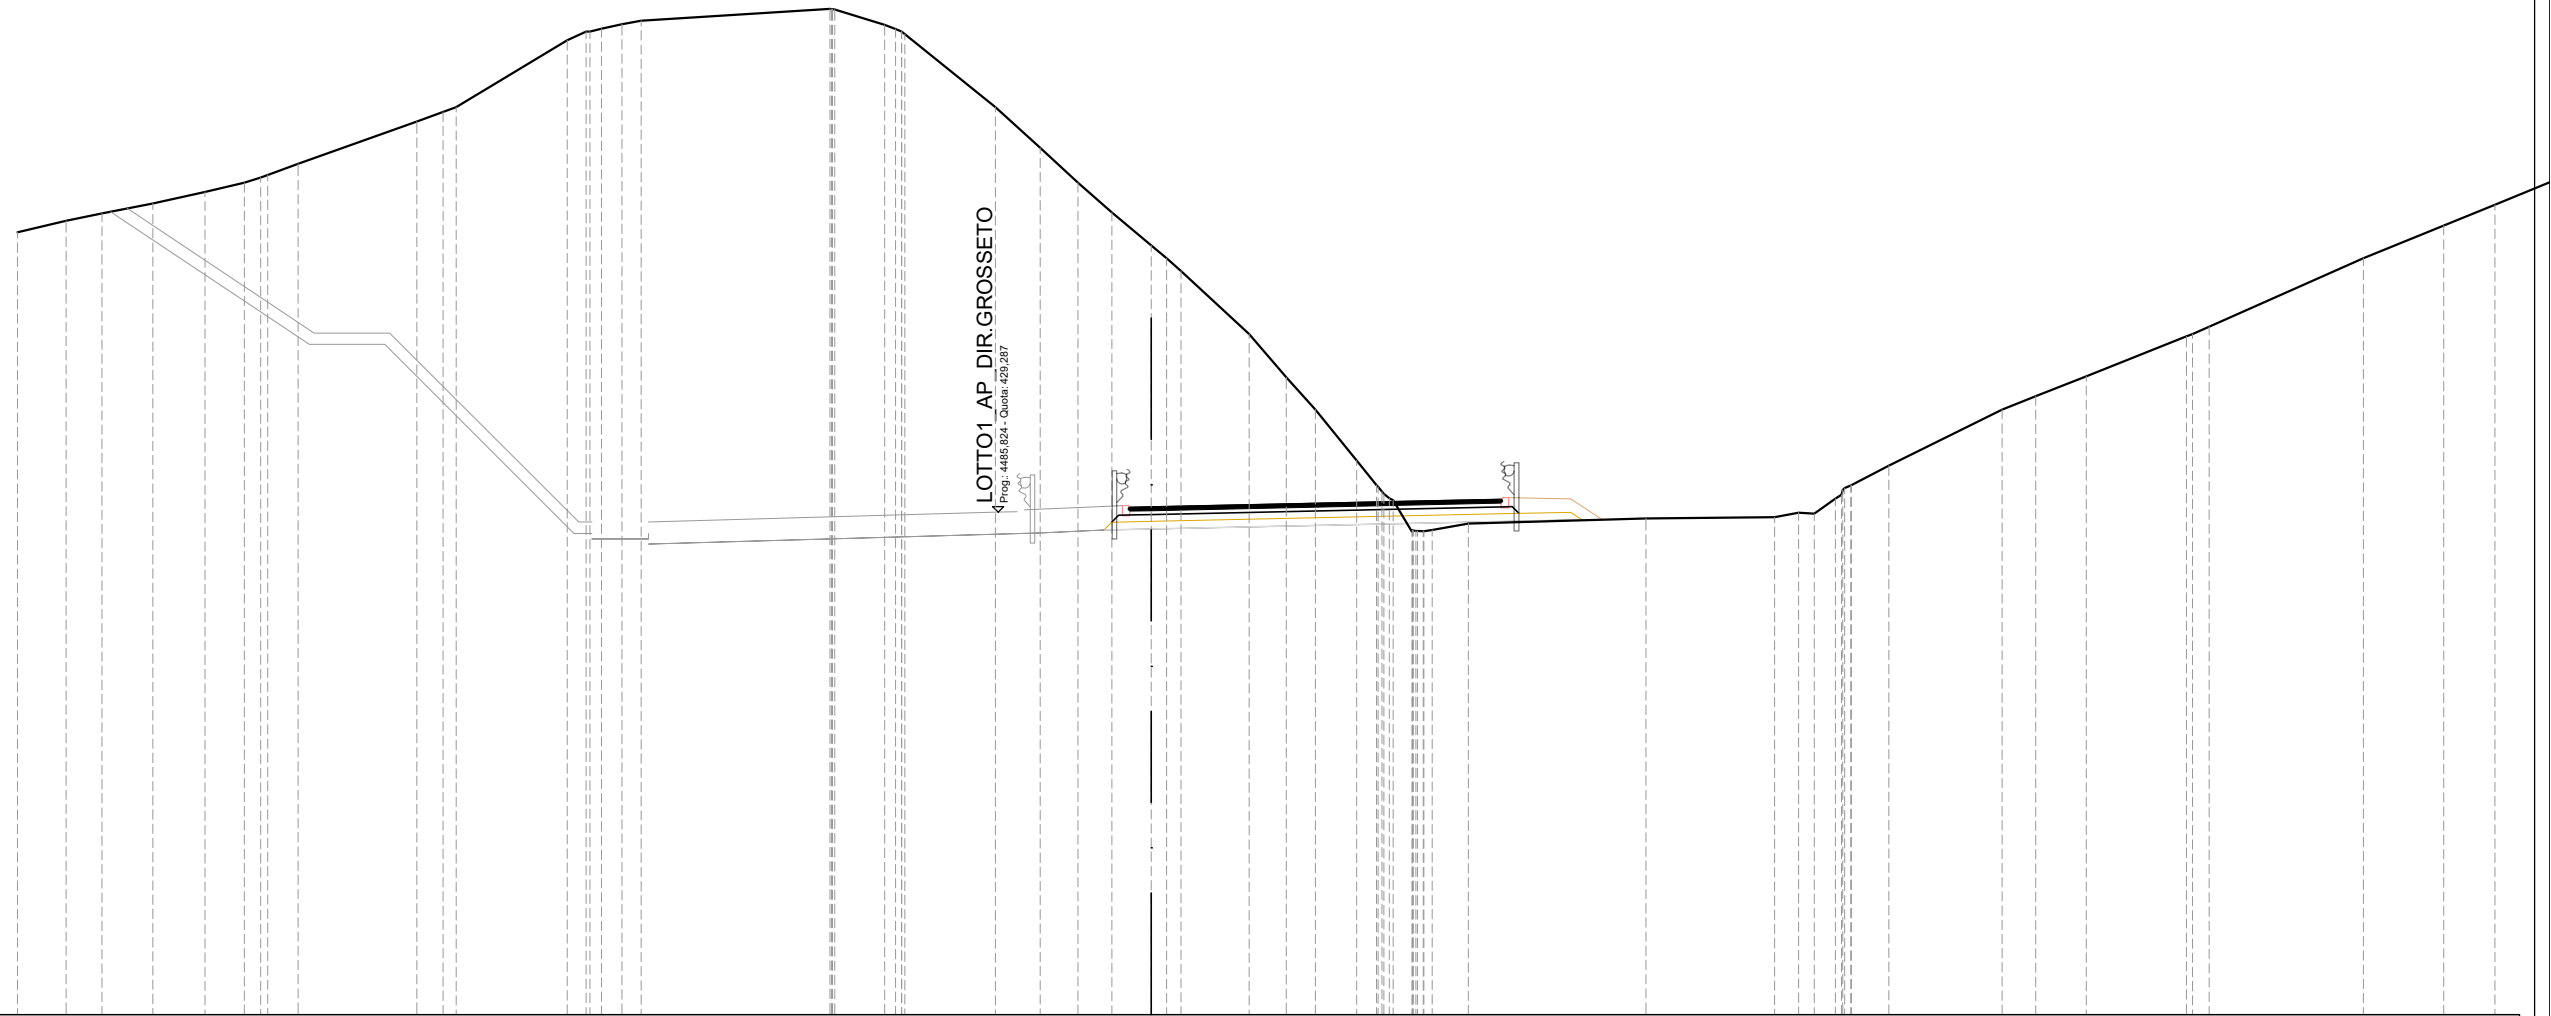 LOTTO1_AP_DIR.GROSSETO
Prog.: 4485,824 - Quota: 429,287